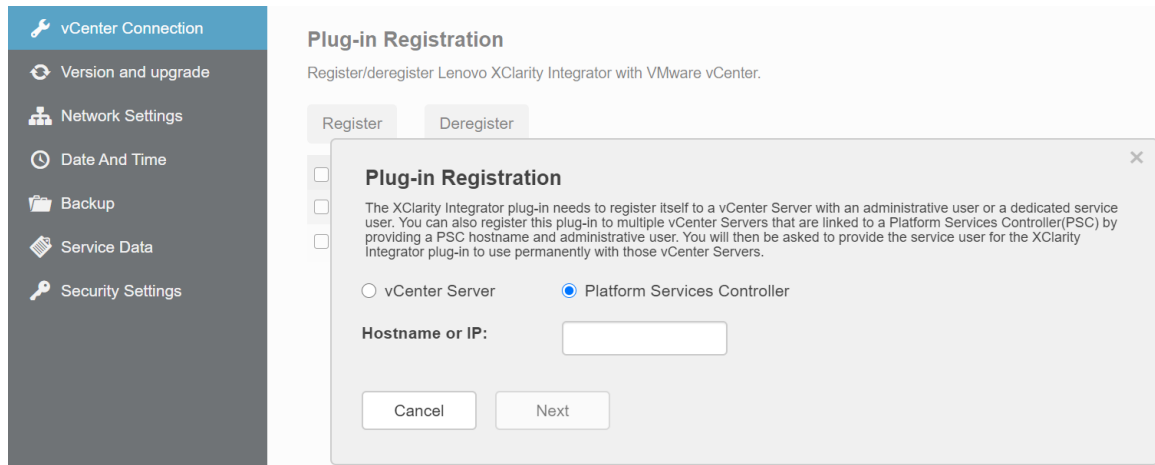 vCenter Connection
Version and upgrade
Network Settings
Date And Time
Backup
Service Data
Security Settings
Plug-in Registration
Register/deregister Lenovo XClarity Integrator with VMware vCenter.
Register Deregister
Plug-in Registration
The XClarity Integrator plug-in needs to register itself to a vCenter Server with an administrative user or a dedicated service
user. You can also register this plug-in to multiple vCenter Servers that are linked to a Platform Services Controller(PSC) by
providing a PSC hostname and administrative user. You will then be asked to provide the service user for the XClarity
Integrator plug-in to use permanently with those vCenter Servers.
vCenter Server Platform Services Controller
Hostname or IP:
Cancel Next